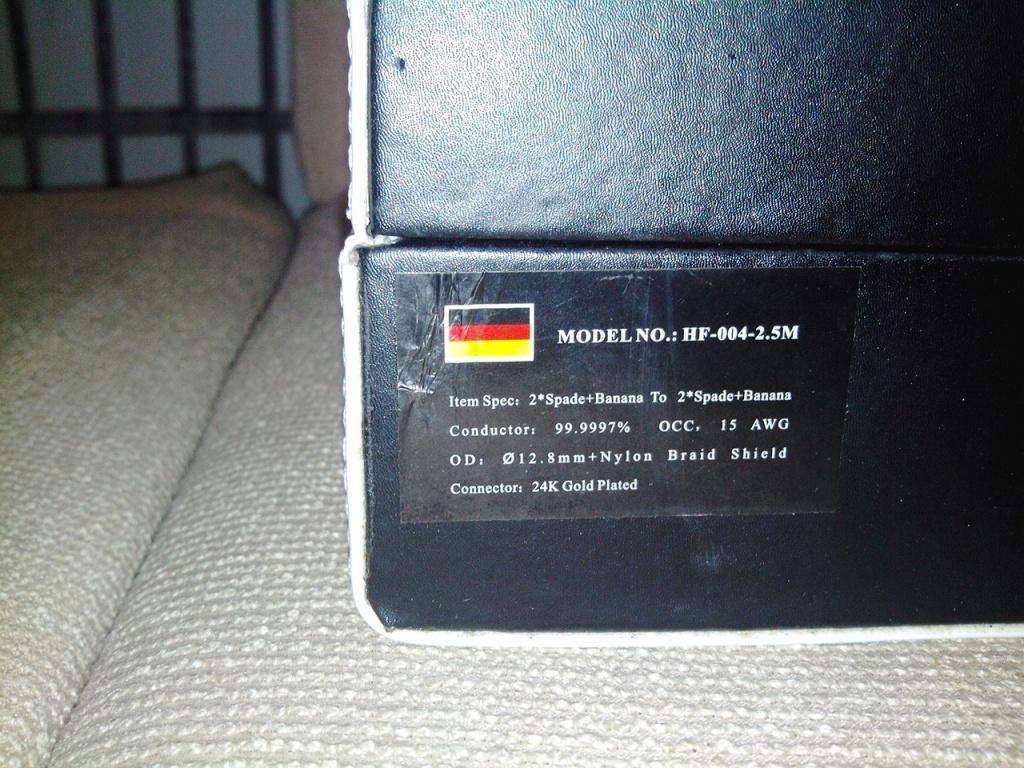 MODEL NO.: HF-004-2.5M
Item Spec: 2*Spade+Banana To 2*Spade+Banana
Conductor: 99.9997% OCC, 15 AWG
OD: Ø12.8mm+Nylon Braid Shield
Connector: 24K Gold Plated